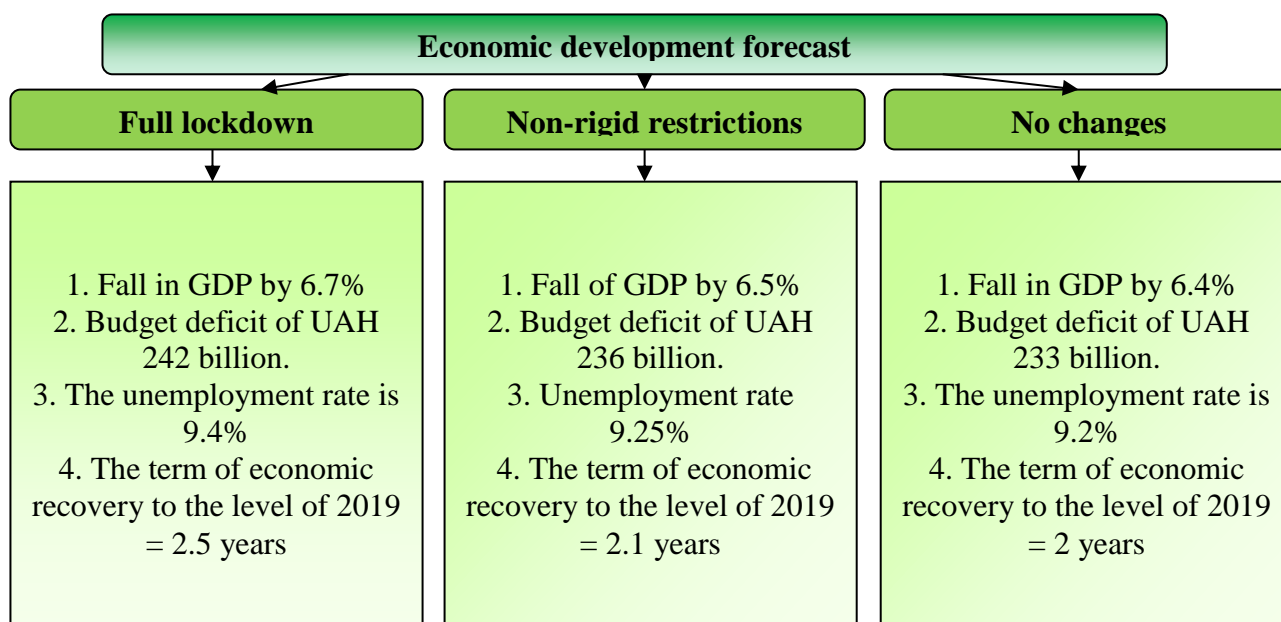 Economic development forecast
Full lockdown
Non-rigid restrictions
No changes
1. Fall in GDP by 6.7%
2. Budget deficit of UAH
242 billion.
3. The unemployment rate is
9.4%
4. The term of economic
recovery to the level of 2019
= 2.5 years
1. Fall of GDP by 6.5%
2. Budget deficit of UAH
236 billion.
3. Unemployment rate
9.25%
4. The term of economic
recovery to the level of 2019
= 2.1 years
1. Fall in GDP by 6.4%
2. Budget deficit of UAH
233 billion.
3. The unemployment rate is
9.2%
4. The term of economic
recovery to the level of 2019
= 2 years